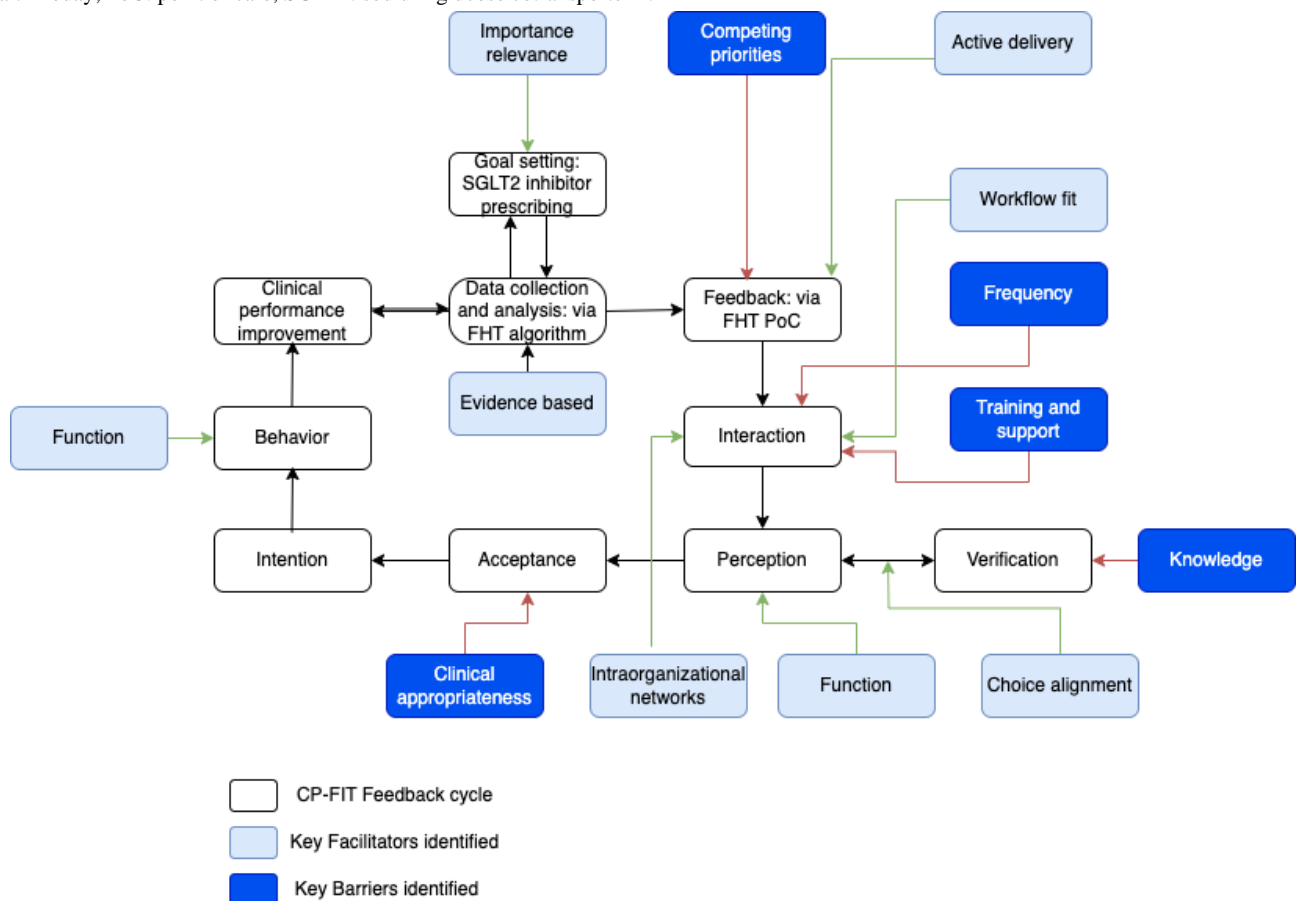 Importance
relevance
Competing
priorities
Active delivery
Goal setting:
SGLT2 inhibitor
prescribing
Workflow fit
Clinical
performance
improvement
Data collection
and analysis: via
FHT algorithm
Feedback: via
FHT PoC
Frequency
Evidence based
Function
Behavior
Interaction
Training and
support
Intention
Acceptance
Perception
Verification
Knowledge
Clinical
appropriateness
Intraorganizational
networks
Function
Choice alignment
CP-FIT Feedback cycle
Key Facilitators identified
Key Barriers identified